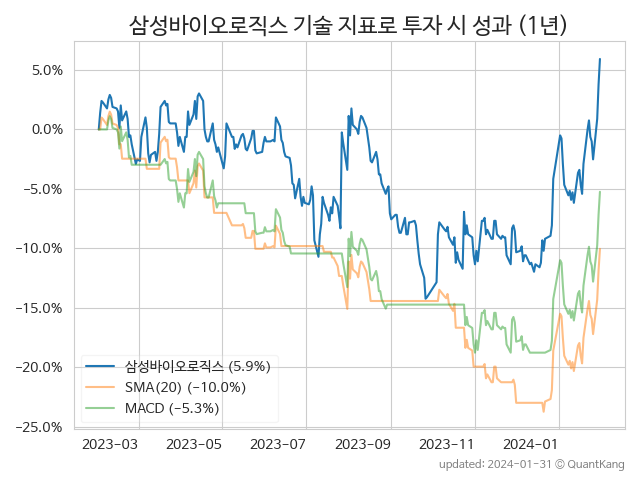 삼성바이오로직스 기술 지표로 투자 시 성과 (1년)
5.0%
0.0%
−5.0%
−10.0%
−15.0%
−20.0%
−25.0%
삼성바이오로직스 (5.9%)
SMA(20) (−10.0%)
MACD (−5.3%)
2023-03 2023-05 2023-07 2023-09 2023-11 2024-01
updated: 2024-01-31 © QuantKang